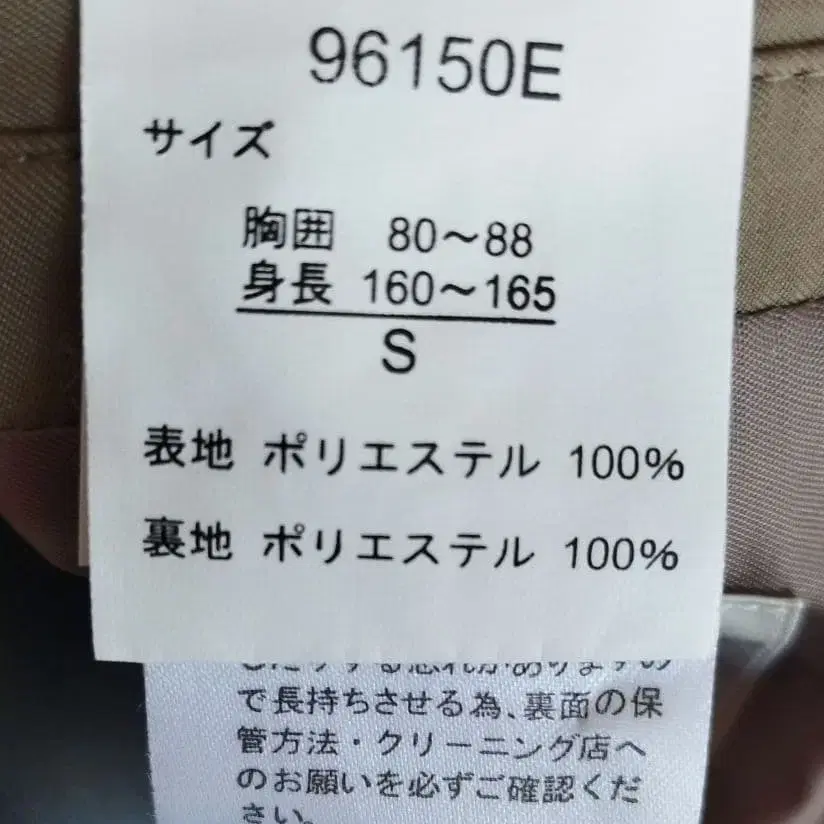 96150E
サイズ
胸囲 80〜88
身長 160〜165
S
表地 ポリエステル 100%
裏地 ポリエステル 100%
で長持ちさせる為、裏面の保
管方法・クリーニング店へ
のお願いを必ずご確認くだ
さい。